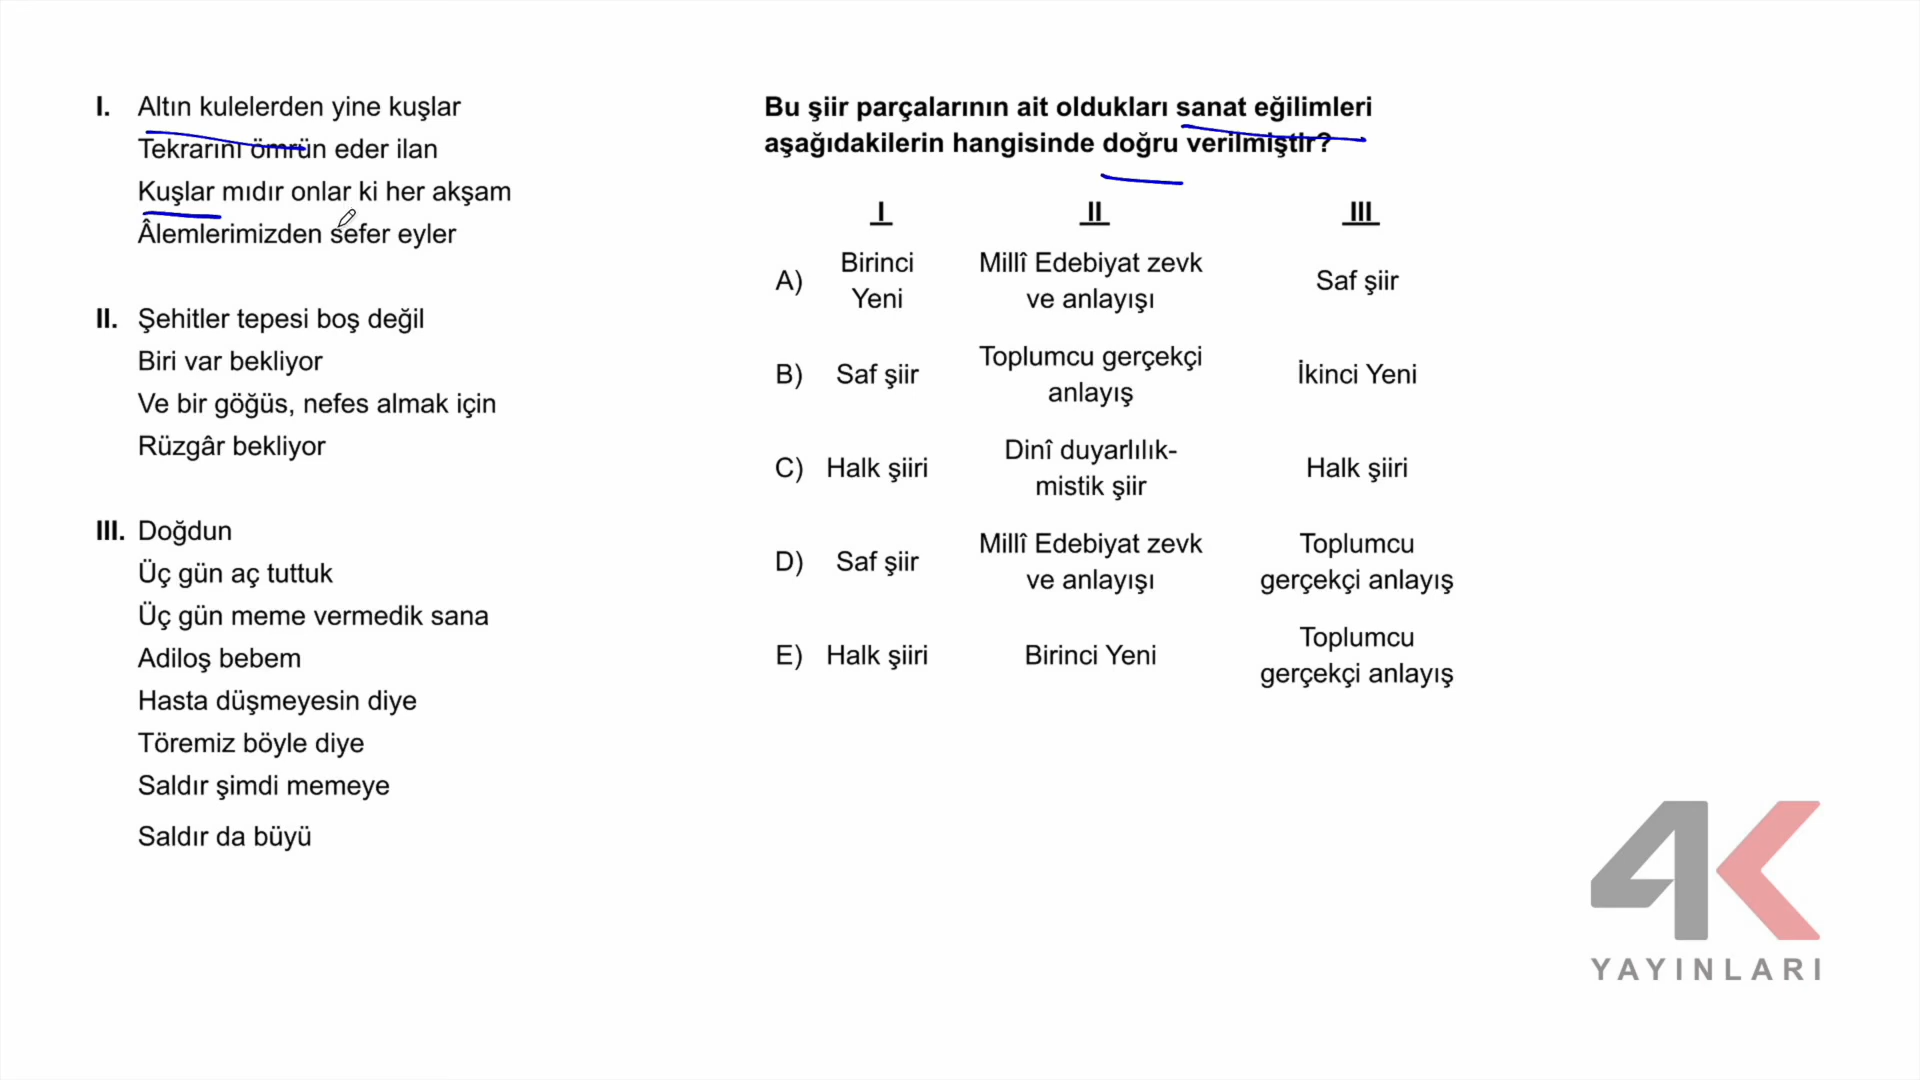 I. Altın kulelerden yine kuşlar
Tekrarını ömrün eder ilan
Kuşlar mıdır onlar ki her akşam
Âlemlerimizden sefer eyler
II. Şehitler tepesi boş değil
Biri var bekliyor
Ve bir göğüs, nefes almak için
Rüzgâr bekliyor
III. Doğdun
Üç gün aç tuttuk
Üç gün meme vermedik sana
Adiloş bebem
Hasta düşmeyesin diye
Töremiz böyle diye
Saldır şimdi memeye
Saldır da büyü
Bu şiir parçalarının ait oldukları sanat eğilimleri
aşağıdakilerin hangisinde doğru verilmiştir?
I II III
A) Birinci Yeni Millî Edebiyat zevk ve anlayışı Saf şiir
B) Saf şiir Toplumcu gerçekçi anlayış İkinci Yeni
C) Halk şiiri Dinî duyarlılık-mistik şiir Halk şiiri
D) Saf şiir Millî Edebiyat zevk ve anlayışı Toplumcu gerçekçi anlayış
E) Halk şiiri Birinci Yeni Toplumcu gerçekçi anlayış
4K
YAYINLARI